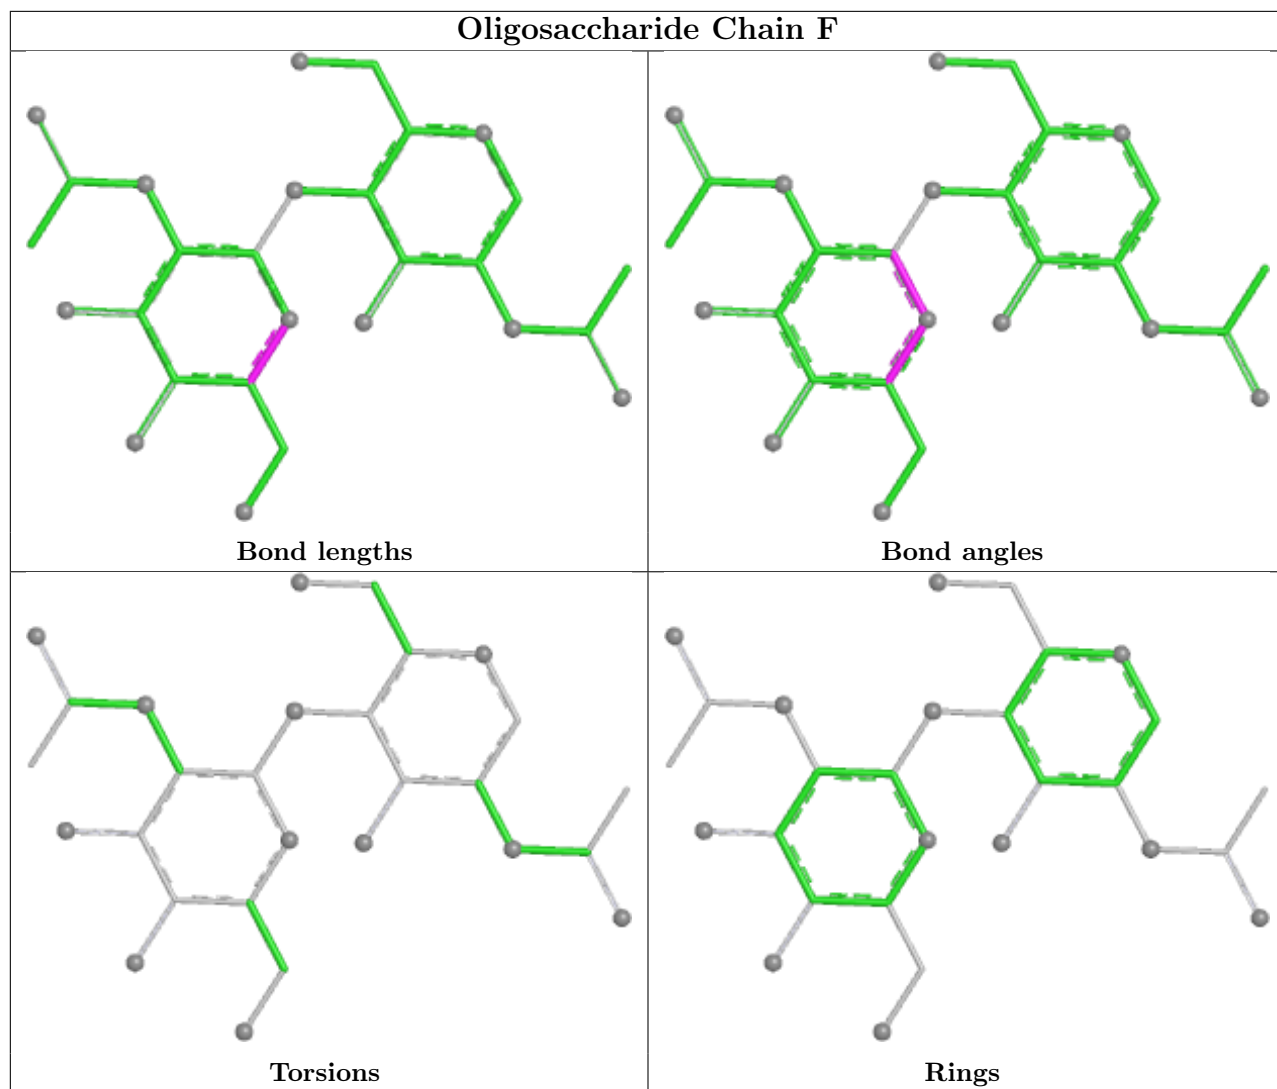 Oligosaccharide Chain F
Bond lengths
Bond angles
Torsions
Rings